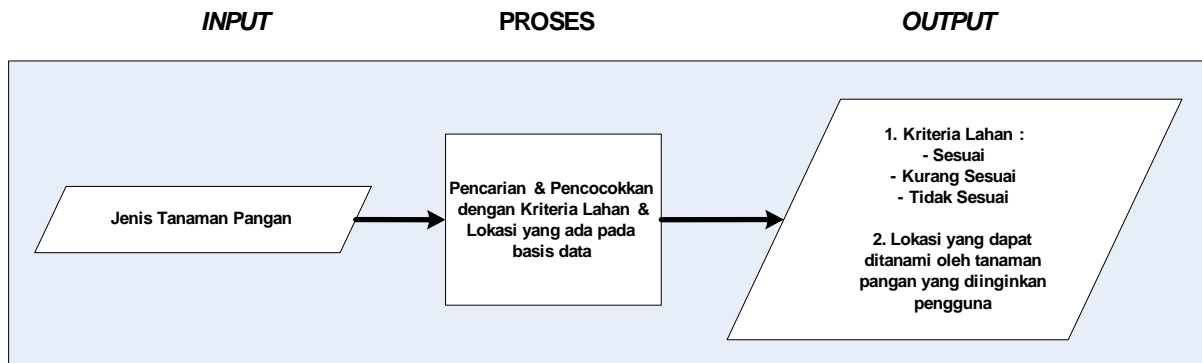 INPUT
PROSES
OUTPUT
Jenis Tanaman Pangan
Pencarian & Pencocokkan
dengan Kriteria Lahan &
Lokasi yang ada pada
basis data
1. Kriteria Lahan :
- Sesuai
- Kurang Sesuai
- Tidak Sesuai
2. Lokasi yang dapat
ditanami oleh tanaman
pangan yang diinginkan
pengguna